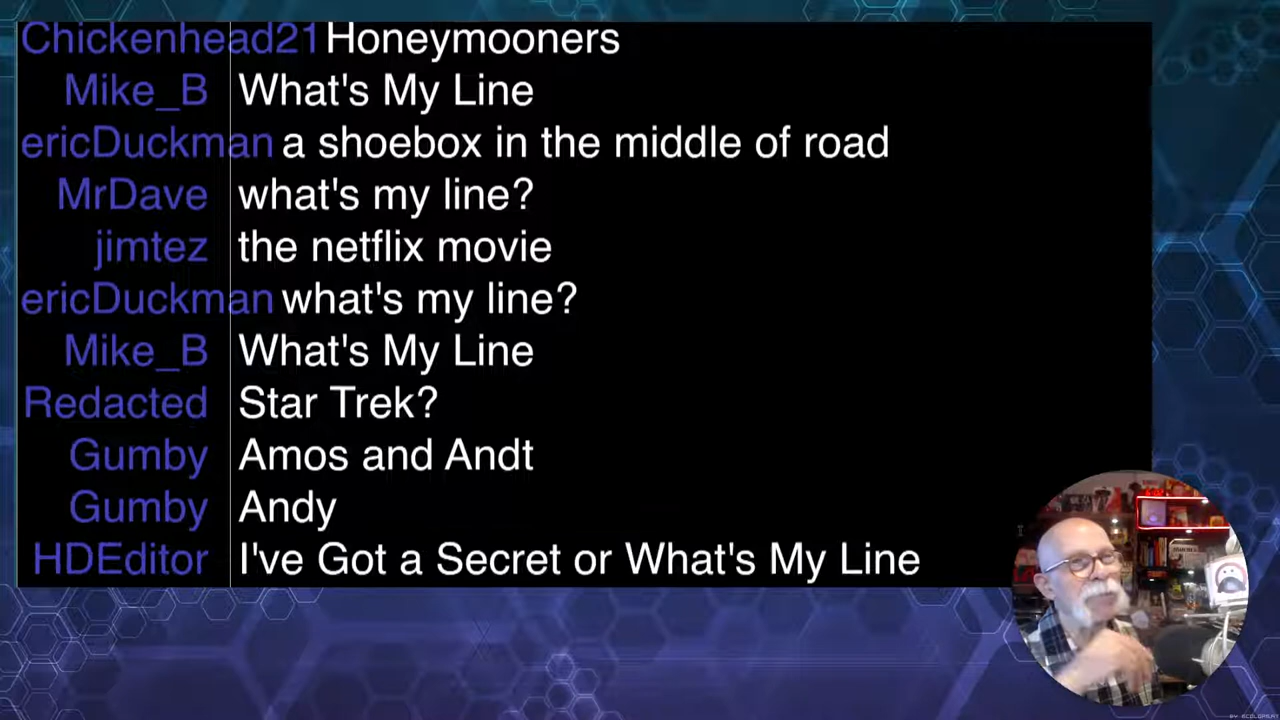 Chickenhead21 Honeymooners
Mike_B What's My Line
ericDuckman a shoebox in the middle of road
MrDave what's my line?
jimtez the netflix movie
ericDuckman what's my line?
Mike_B What's My Line
Redacted Star Trek?
Gumby Amos and Andt
Gumby Andy
HDEditor I've Got a Secret or What's My Line